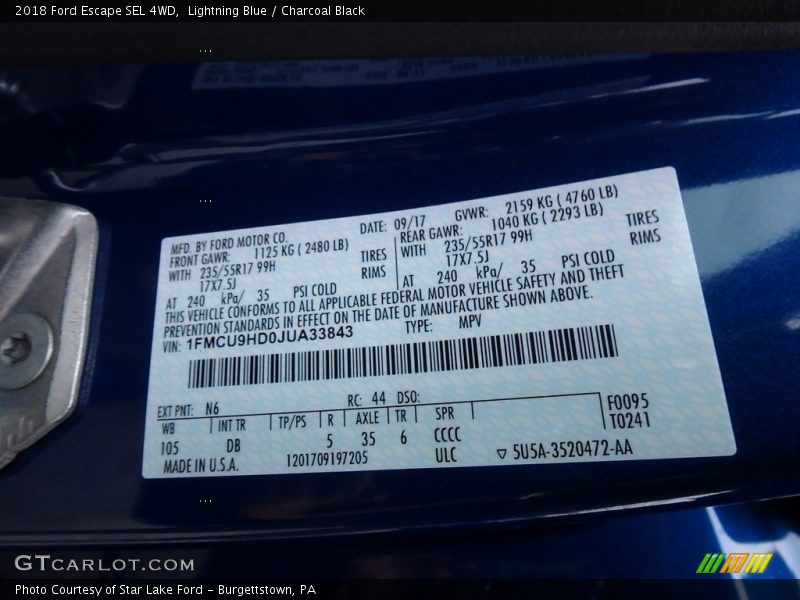 2018 Ford Escape SEL 4WD,  Lightning Blue / Charcoal Black
MFD. BY FORD MOTOR CO. DATE: 09/17 GVWR: 2159 KG ( 4760 LB)
FRONT GAWR: 1125 KG ( 2480 LB) REAR GAWR: 1040 KG ( 2293 LB)
WITH 235/55R17 99H TIRES WITH 235/55R17 99H TIRES
17X7.5J RIMS 17X7.5J RIMS
AT 240 kPa/ 35 PSI COLD AT 240 kPa/ 35 PSI COLD
THIS VEHICLE CONFORMS TO ALL APPLICABLE FEDERAL MOTOR VEHICLE SAFETY AND THEFT
PREVENTION STANDARDS IN EFFECT ON THE DATE OF MANUFACTURE SHOWN ABOVE.
VIN: 1FMCU9HD0JUA33843 TYPE: MPV
EXT PNT: N6 RC: 44 DSO: F0095
WB INT TR TP/PS R AXLE TR SPR T0241
105 DB 5 35 6 CCCC
MADE IN U.S.A. 1201709197205 ULC ▽ 5U5A-3520472-AA
GTCARLOT.COM
Photo Courtesy of Star Lake Ford - Burgettstown, PA